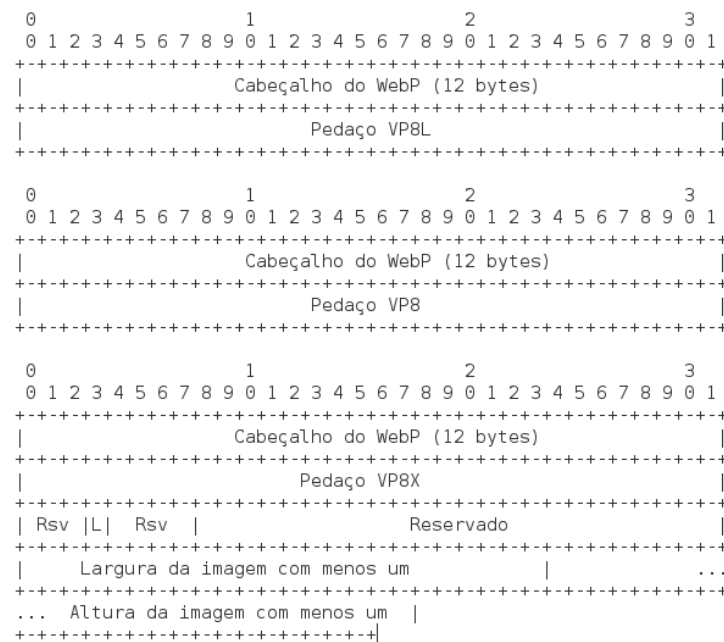 0                   1                   2                   3
0 1 2 3 4 5 6 7 8 9 0 1 2 3 4 5 6 7 8 9 0 1 2 3 4 5 6 7 8 9 0 1
+-+-+-+-+-+-+-+-+-+-+-+-+-+-+-+-+-+-+-+-+-+-+-+-+-+-+-+-+-+-+-+-+
| Cabeçalho do WebP (12 bytes) |
+-+-+-+-+-+-+-+-+-+-+-+-+-+-+-+-+-+-+-+-+-+-+-+-+-+-+-+-+-+-+-+-+
| Pedaço VP8L |
+-+-+-+-+-+-+-+-+-+-+-+-+-+-+-+-+-+-+-+-+-+-+-+-+-+-+-+-+-+-+-+-+
0                   1                   2                   3
0 1 2 3 4 5 6 7 8 9 0 1 2 3 4 5 6 7 8 9 0 1 2 3 4 5 6 7 8 9 0 1
+-+-+-+-+-+-+-+-+-+-+-+-+-+-+-+-+-+-+-+-+-+-+-+-+-+-+-+-+-+-+-+-+
| Cabeçalho do WebP (12 bytes) |
+-+-+-+-+-+-+-+-+-+-+-+-+-+-+-+-+-+-+-+-+-+-+-+-+-+-+-+-+-+-+-+-+
| Pedaço VP8 |
+-+-+-+-+-+-+-+-+-+-+-+-+-+-+-+-+-+-+-+-+-+-+-+-+-+-+-+-+-+-+-+-+
0                   1                   2                   3
0 1 2 3 4 5 6 7 8 9 0 1 2 3 4 5 6 7 8 9 0 1 2 3 4 5 6 7 8 9 0 1
+-+-+-+-+-+-+-+-+-+-+-+-+-+-+-+-+-+-+-+-+-+-+-+-+-+-+-+-+-+-+-+-+
| Cabeçalho do WebP (12 bytes) |
+-+-+-+-+-+-+-+-+-+-+-+-+-+-+-+-+-+-+-+-+-+-+-+-+-+-+-+-+-+-+-+-+
| Pedaço VP8X |
+-+-+-+-+-+-+-+-+-+-+-+-+-+-+-+-+-+-+-+-+-+-+-+-+-+-+-+-+-+-+-+-+
| Rsv |L| Rsv | Reservado |
+-+-+-+-+-+-+-+-+-+-+-+-+-+-+-+-+-+-+-+-+-+-+-+-+-+-+-+-+-+-+-+-+
| Largura da imagem com menos um | ...
+-+-+-+-+-+-+-+-+-+-+-+-+-+-+-+-+-+-+-+-+-+-+-+-+-+-+-+-+-+-+-+-+
... Altura da imagem com menos um |
+-+-+-+-+-+-+-+-+-+-+-+-+-+-+-+-+|